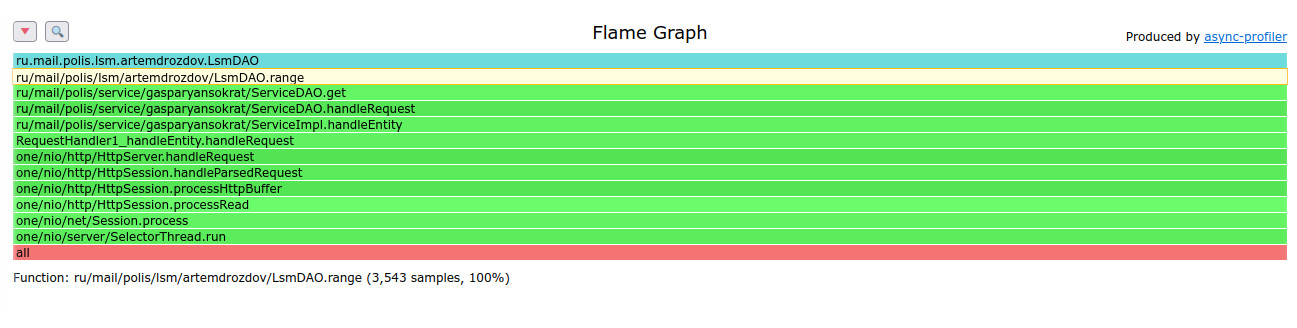 Flame Graph
Produced by async-profiler
ru.mail.polis.lsm.artemdrozdov.LsmDAO
ru/mail/polis/lsm/artemdrozdov/LsmDAO.range
ru/mail/polis/service/gasparyansokrat/ServiceDAO.get
ru/mail/polis/service/gasparyansokrat/ServiceDAO.handleRequest
ru/mail/polis/service/gasparyansokrat/ServiceImpl.handleEntity
RequestHandler1_handleEntity.handleRequest
one/nio/http/HttpServer.handleRequest
one/nio/http/HttpSession.handleParsedRequest
one/nio/http/HttpSession.processHttpBuffer
one/nio/http/HttpSession.processRead
one/nio/net/Session.process
one/nio/server/SelectorThread.run
all
Function: ru/mail/polis/lsm/artemdrozdov/LsmDAO.range (3,543 samples, 100%)